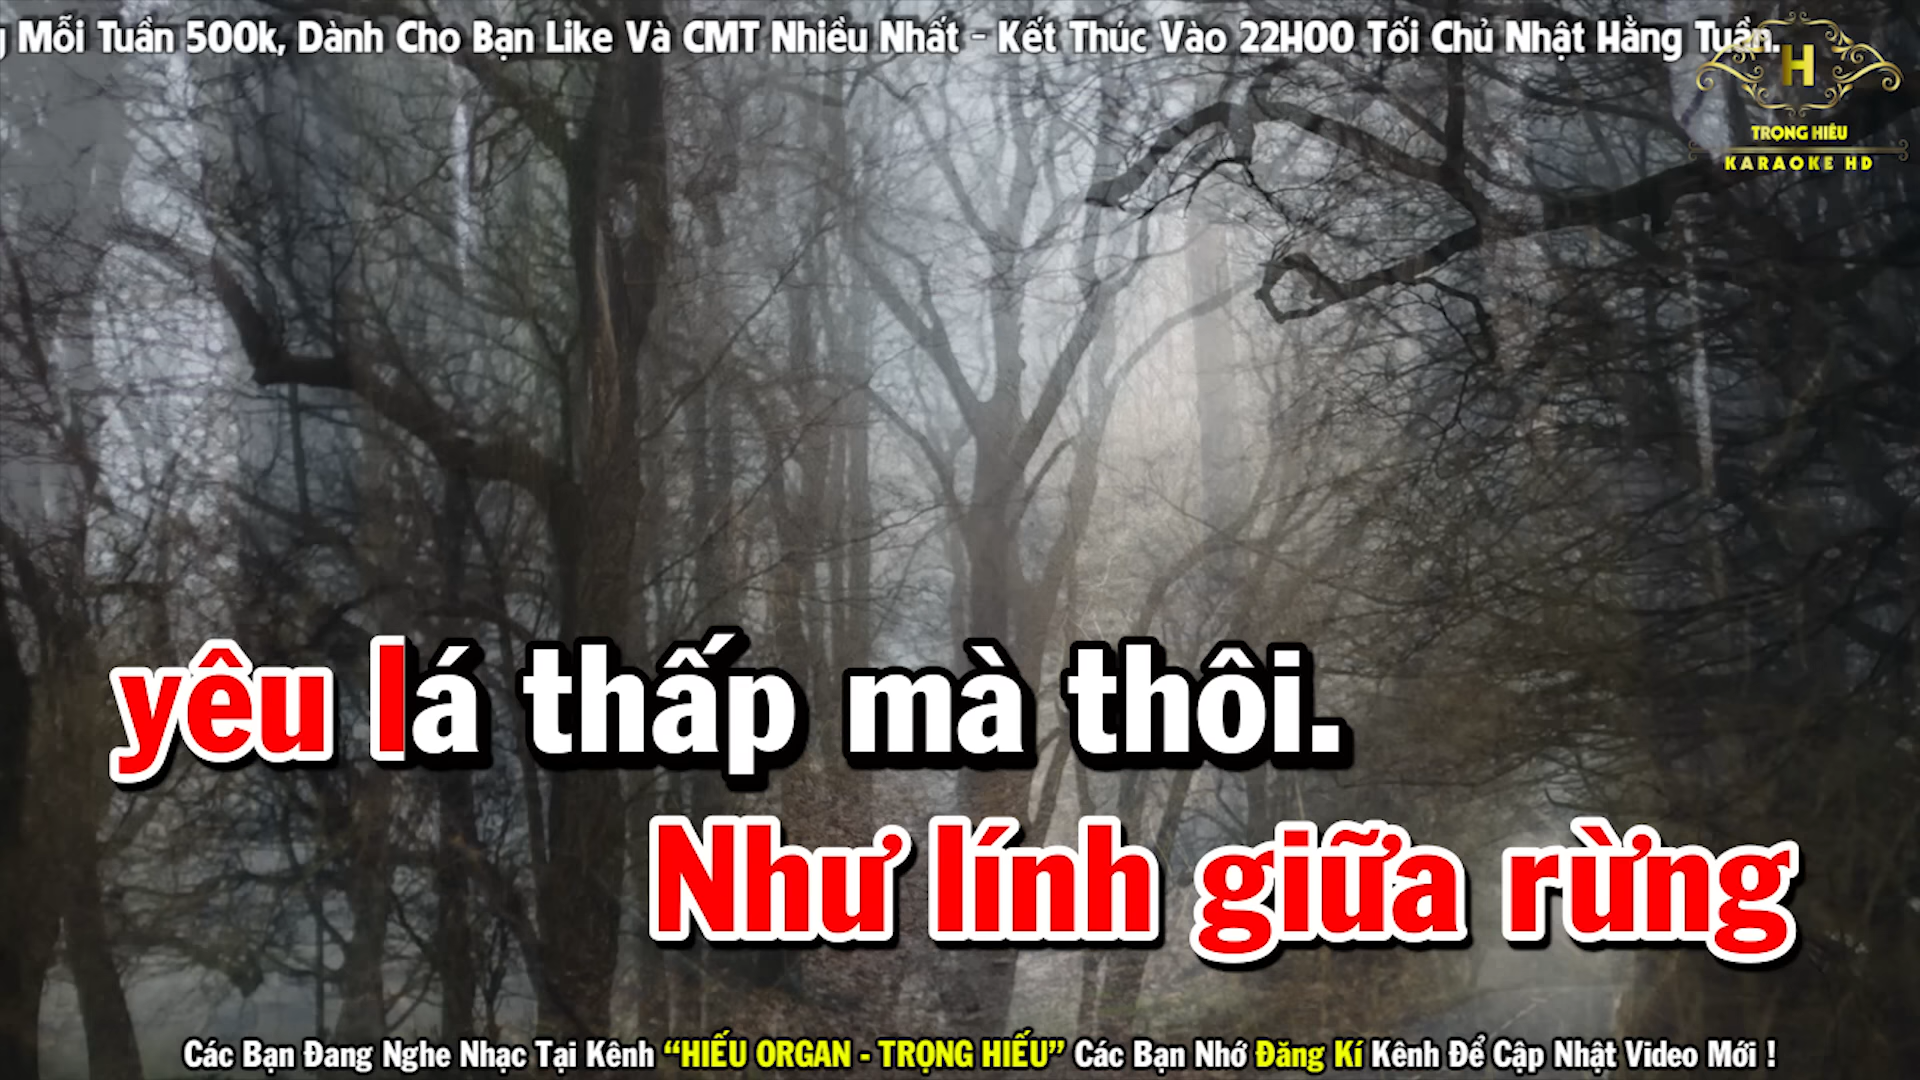 Mỗi Tuần 500k, Dành Cho Bạn Like Và CMT Nhiều Nhất - Kết Thúc Vào 22H00 Tối Chủ Nhật Hằng Tuần.
H
TRỌNG HIẾU
KARAOKE HD
yêu lá thấp mà thôi.
Như lính giữa rừng
Các Bạn Đang Nghe Nhạc Tại Kênh “HIẾU ORGAN - TRỌNG HIẾU” Các Bạn Nhớ Đăng Kí Kênh Để Cập Nhật Video Mới !